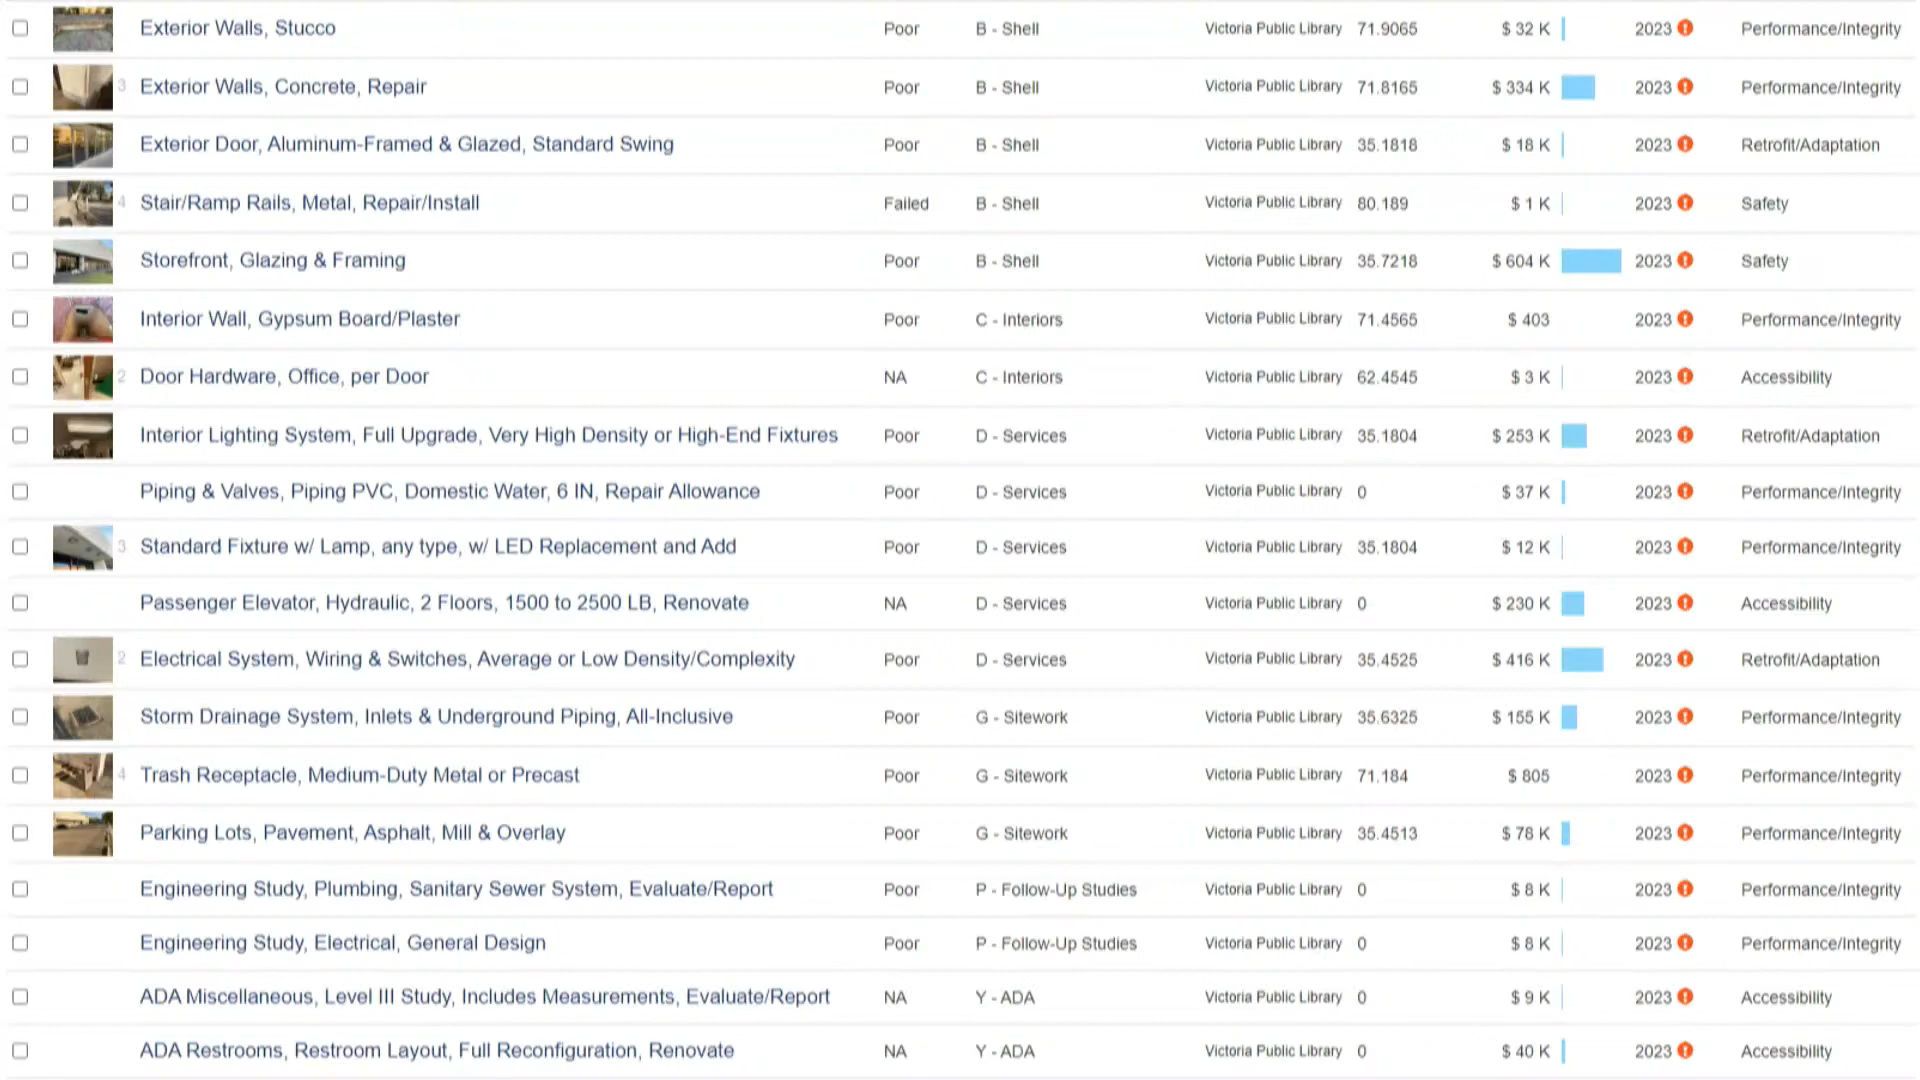 Exterior Walls, Stucco Poor B - Shell Victoria Public Library 71.9065 $ 32 K 2023 Performance/Integrity
3 Exterior Walls, Concrete, Repair Poor B - Shell Victoria Public Library 71.8165 $ 334 K 2023 Performance/Integrity
Exterior Door, Aluminum-Framed & Glazed, Standard Swing Poor B - Shell Victoria Public Library 35.1818 $ 18 K 2023 Retrofit/Adaptation
4 Stair/Ramp Rails, Metal, Repair/Install Failed B - Shell Victoria Public Library 80.189 $ 1 K 2023 Safety
Storefront, Glazing & Framing Poor B - Shell Victoria Public Library 35.7218 $ 604 K 2023 Safety
Interior Wall, Gypsum Board/Plaster Poor C - Interiors Victoria Public Library 71.4565 $ 403 2023 Performance/Integrity
2 Door Hardware, Office, per Door NA C - Interiors Victoria Public Library 62.4545 $ 3 K 2023 Accessibility
Interior Lighting System, Full Upgrade, Very High Density or High-End Fixtures Poor D - Services Victoria Public Library 35.1804 $ 253 K 2023 Retrofit/Adaptation
Piping & Valves, Piping PVC, Domestic Water, 6 IN, Repair Allowance Poor D - Services Victoria Public Library 0 $ 37 K 2023 Performance/Integrity
3 Standard Fixture w/ Lamp, any type, w/ LED Replacement and Add Poor D - Services Victoria Public Library 35.1804 $ 12 K 2023 Performance/Integrity
Passenger Elevator, Hydraulic, 2 Floors, 1500 to 2500 LB, Renovate NA D - Services Victoria Public Library 0 $ 230 K 2023 Accessibility
2 Electrical System, Wiring & Switches, Average or Low Density/Complexity Poor D - Services Victoria Public Library 35.4525 $ 416 K 2023 Retrofit/Adaptation
Storm Drainage System, Inlets & Underground Piping, All-Inclusive Poor G - Sitework Victoria Public Library 35.6325 $ 155 K 2023 Performance/Integrity
4 Trash Receptacle, Medium-Duty Metal or Precast Poor G - Sitework Victoria Public Library 71.184 $ 805 2023 Performance/Integrity
Parking Lots, Pavement, Asphalt, Mill & Overlay Poor G - Sitework Victoria Public Library 35.4513 $ 78 K 2023 Performance/Integrity
Engineering Study, Plumbing, Sanitary Sewer System, Evaluate/Report Poor P - Follow-Up Studies Victoria Public Library 0 $ 8 K 2023 Performance/Integrity
Engineering Study, Electrical, General Design Poor P - Follow-Up Studies Victoria Public Library 0 $ 8 K 2023 Performance/Integrity
ADA Miscellaneous, Level III Study, Includes Measurements, Evaluate/Report NA Y - ADA Victoria Public Library 0 $ 9 K 2023 Accessibility
ADA Restrooms, Restroom Layout, Full Reconfiguration, Renovate NA Y - ADA Victoria Public Library 0 $ 40 K 2023 Accessibility